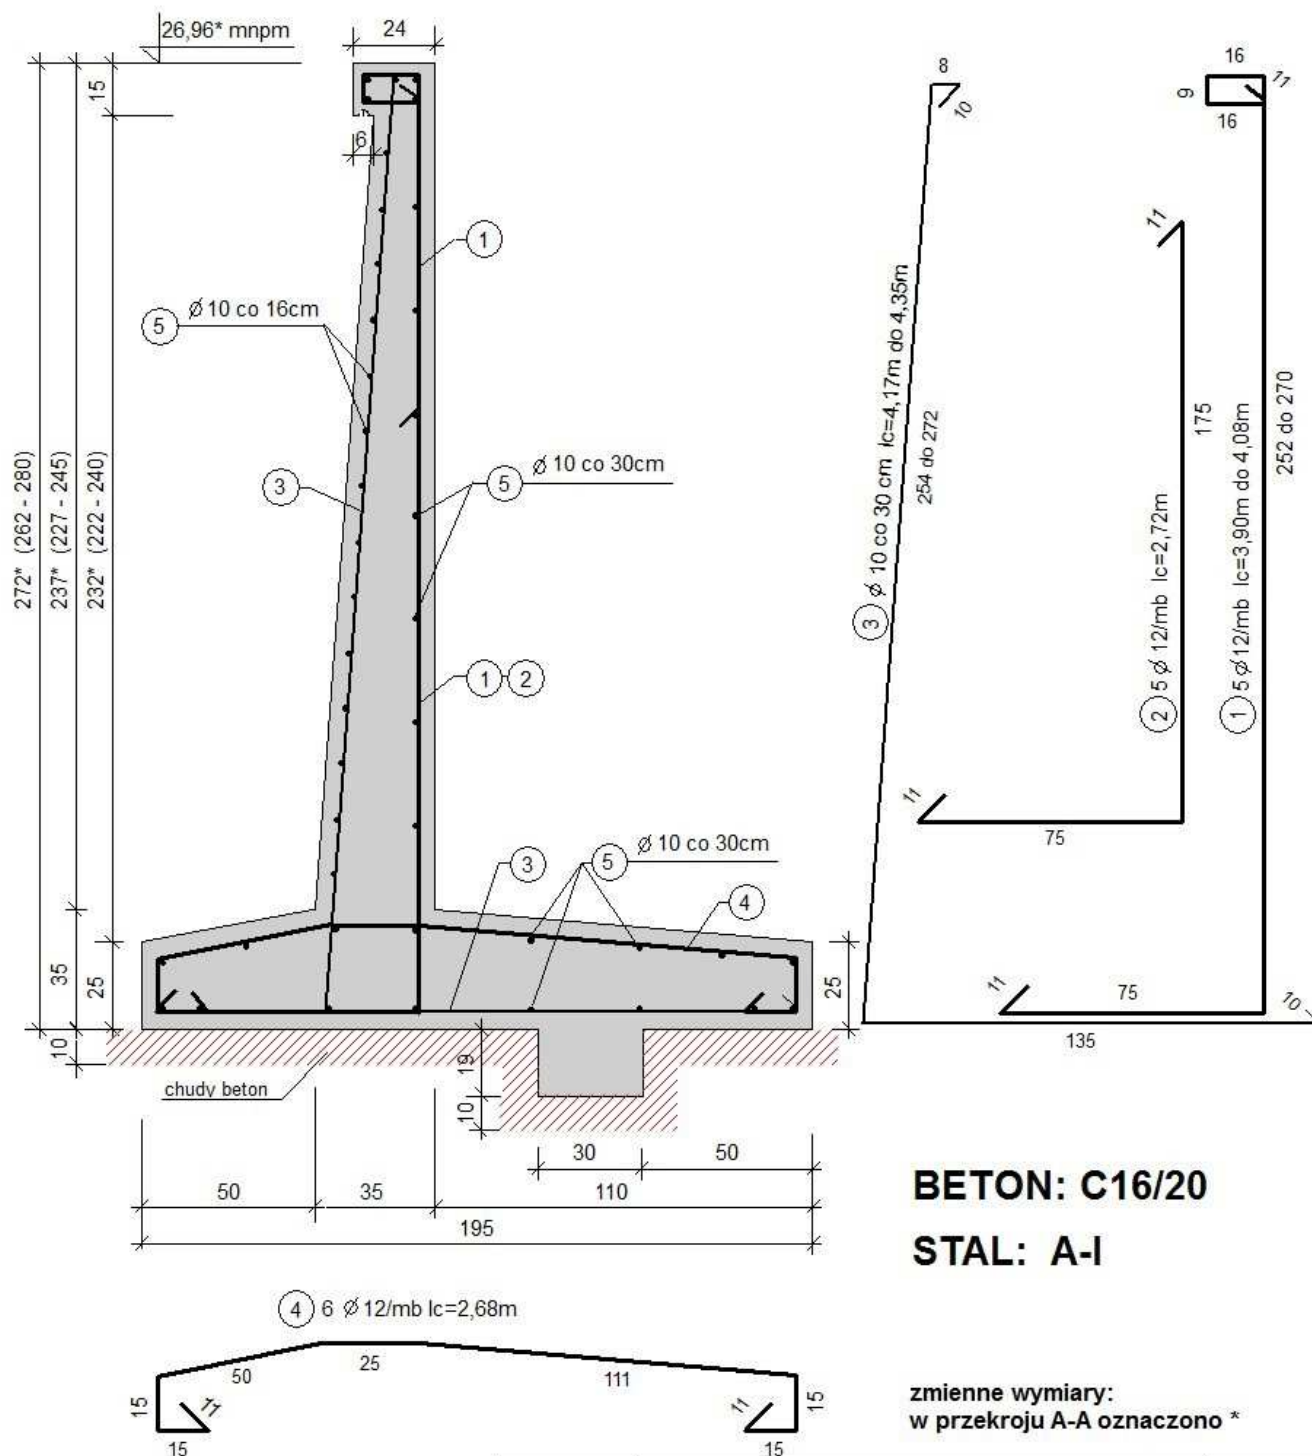 26,96* mnpm
24
15
6
8
10
16
11
9
16
1
5 Ø 10 co 16cm
3
5 Ø 10 co 30cm
1 2
272* (262 - 280)
237* (227 - 245)
232* (222 - 240)
3 Ø 10 co 30 cm lc=4,17m do 4,35m
254 do 272
11
175
2 5 Ø 12/mb lc=2,72m
11
75
1 5 Ø 12/mb lc=3,90m do 4,08m
252 do 270
11
75
10
135
3
5 Ø 10 co 30cm
4
35
25
10
25
19
10
chudy beton
30
50
50
35
110
195
BETON: C16/20
STAL: A-I
4 6 Ø 12/mb lc=2,68m
50
25
111
15
11
15
11
15
15
zmienne wymiary:
w przekroju A-A oznaczono *